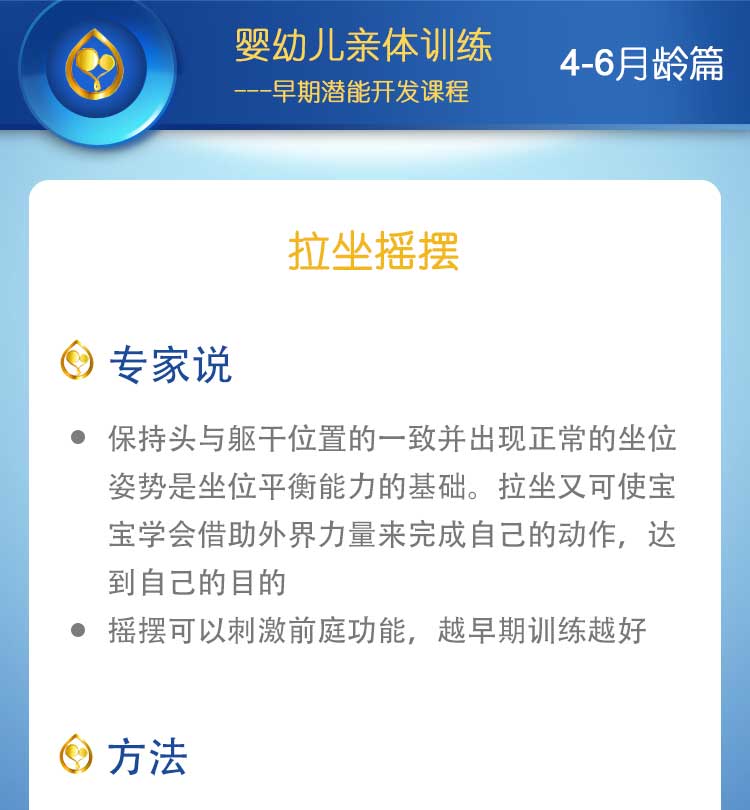 婴幼儿亲体训练
---早期潜能开发课程
4-6月龄篇
拉坐摇摆
专家说
● 保持头与躯干位置的一致并出现正常的坐位
姿势是坐位平衡能力的基础。拉坐又可使宝
宝学会借助外界力量来完成自己的动作，达
到自己的目的
● 摇摆可以刺激前庭功能，越早期训练越好
方法